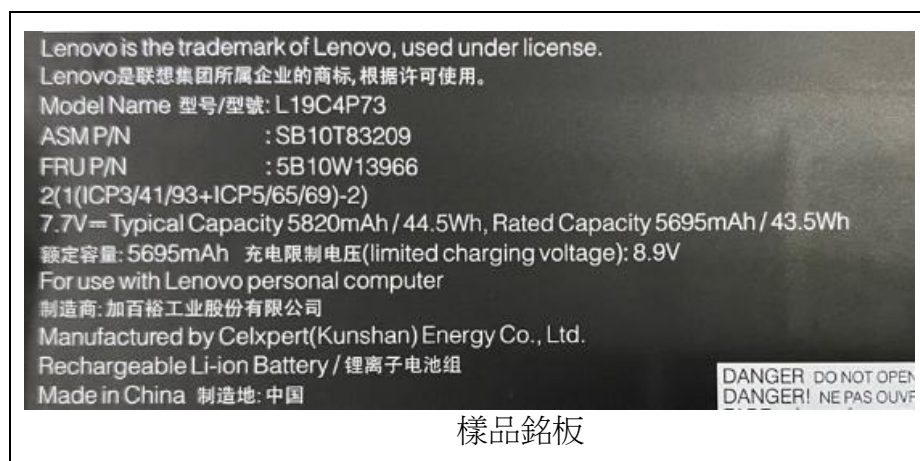 Lenovo is the trademark of Lenovo, used under license.
Lenovo是联想集团所属企业的商标,根据许可使用。
Model Name 型号/型號: L19C4P73
ASM P/N : SB10T83209
FRU P/N : 5B10W13966
2(1(ICP3/41/93+ICP5/65/69)-2)
7.7V⎓Typical Capacity 5820mAh / 44.5Wh, Rated Capacity 5695mAh / 43.5Wh
额定容量: 5695mAh 充电限制电压(limited charging voltage): 8.9V
For use with Lenovo personal computer
制造商: 加百裕工业股份有限公司
Manufactured by Celxpert(Kunshan) Energy Co., Ltd.
Rechargeable Li-ion Battery / 锂离子电池组
Made in China 制造地: 中国
DANGER DO NOT OPEN
DANGER! NE PAS OUVR
樣品銘板